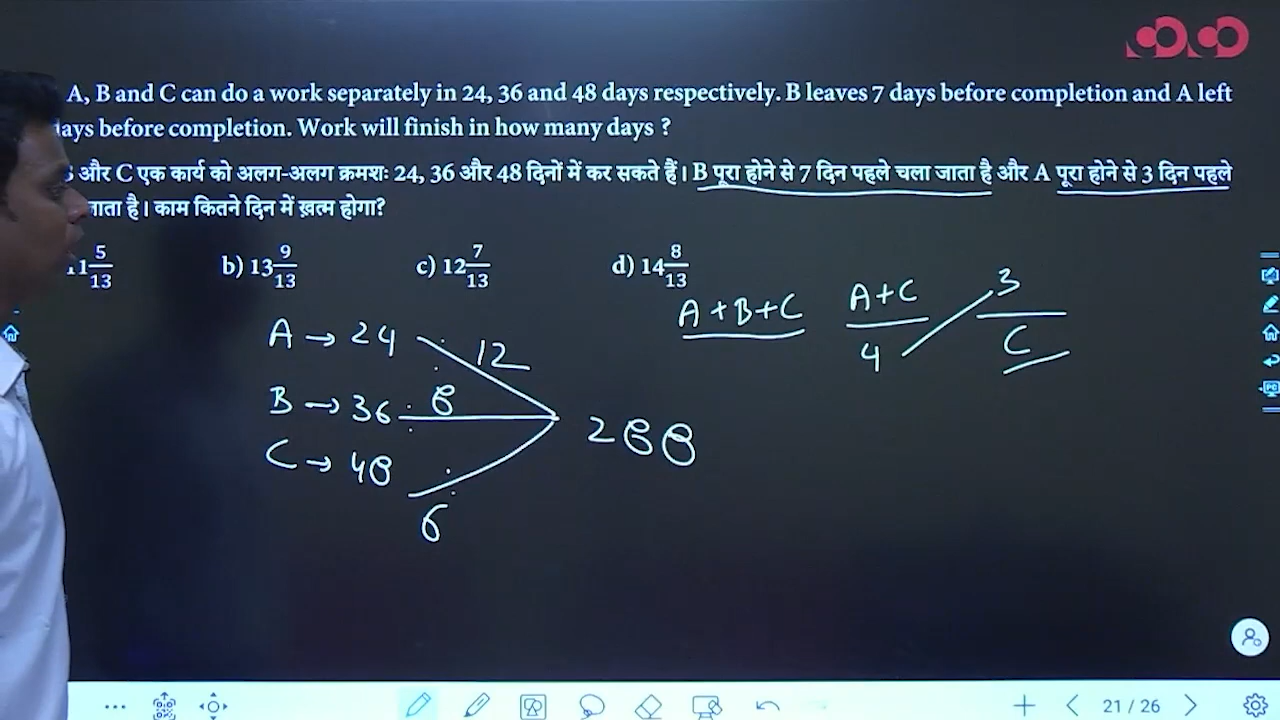 A, B and C can do a work separately in 24, 36 and 48 days respectively. B leaves 7 days before completion and A left
before completion. Work will finish in how many days ?
और C एक कार्य को अलग-अलग क्रमशः 24, 36 और 48 दिनों में कर सकते हैं। B पूरा होने से 7 दिन पहले चला जाता है और A पूरा होने से 3 दिन पहले
है। काम कितने दिन में ख़त्म होगा?
5/13 b) 13 9/13 c) 12 7/13 d) 14 8/13
A+B+C A+C/4 3/C
A → 24 12
B → 36 8 288
C → 48
6
21 / 26